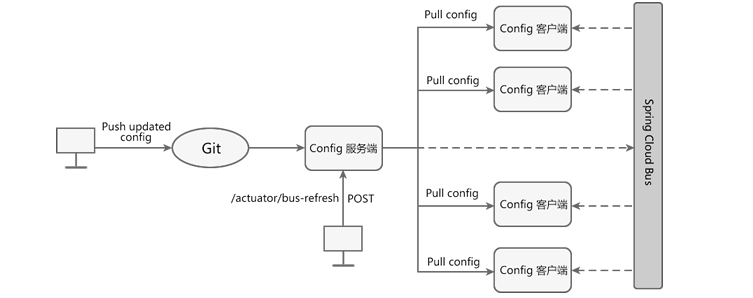 Pull config
Config 客户端
Pull config
Config 客户端
Push updated
config
Git
Config 服务端
Spring Cloud Bus
/actuator/bus-refresh
POST
Pull config
Config 客户端
Pull config
Config 客户端